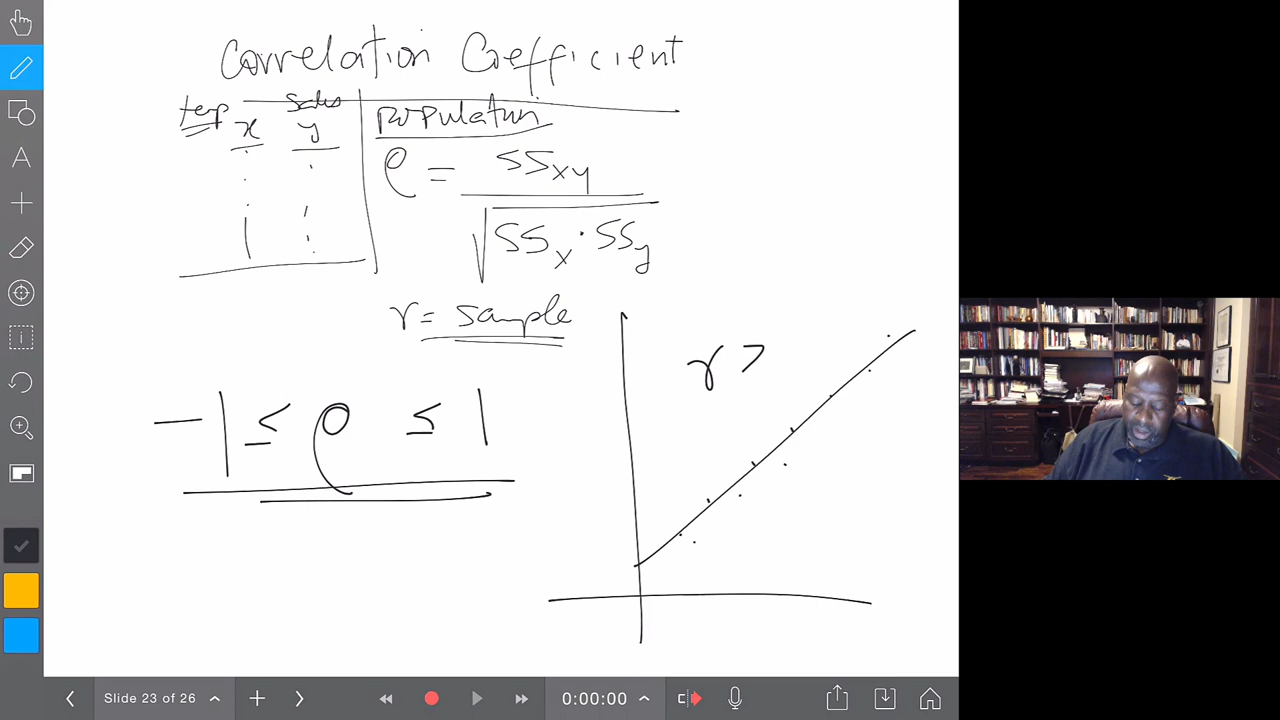 Correlation Coefficient
temp sales
x y
population
ρ = SSxy
√SSx · SSy
r = sample
-1 ≤ ρ ≤ 1
r >
A
Slide 23 of 26
0:00:00